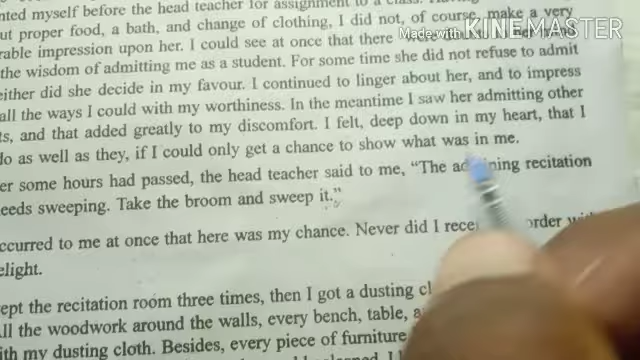 nted myself before the head teacher for assignment to a class.
ut proper food, a bath, and change of clothing, I did not, of course, make a very
rable impression upon her. I could see at once that there were
the wisdom of admitting me as a student. For some time she did not refuse to admit
either did she decide in my favour. I continued to linger about her, and to impress
all the ways I could with my worthiness. In the meantime I saw her admitting other
ts, and that added greatly to my discomfort. I felt, deep down in my heart, that I
do as well as they, if I could only get a chance to show what was in me.
er some hours had passed, the head teacher said to me, “The ad ning recitation
eeds sweeping. Take the broom and sweep it.”
ccurred to me at once that here was my chance. Never did I rece order wi
elight.
ept the recitation room three times, then I got a dusting cl
All the woodwork around the walls, every bench, table, a
ith my dusting cloth. Besides, every piece of furniture
Made with KINEMASTER